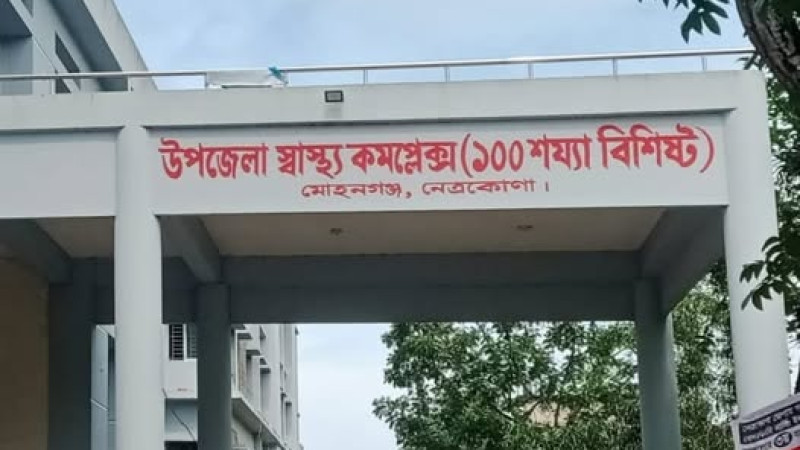 উপজেলা স্বাস্থ্য কমপ্লেক্স (১০০ শয্যা বিশিষ্ট)
মোহনগঞ্জ, নেত্রকোণা।